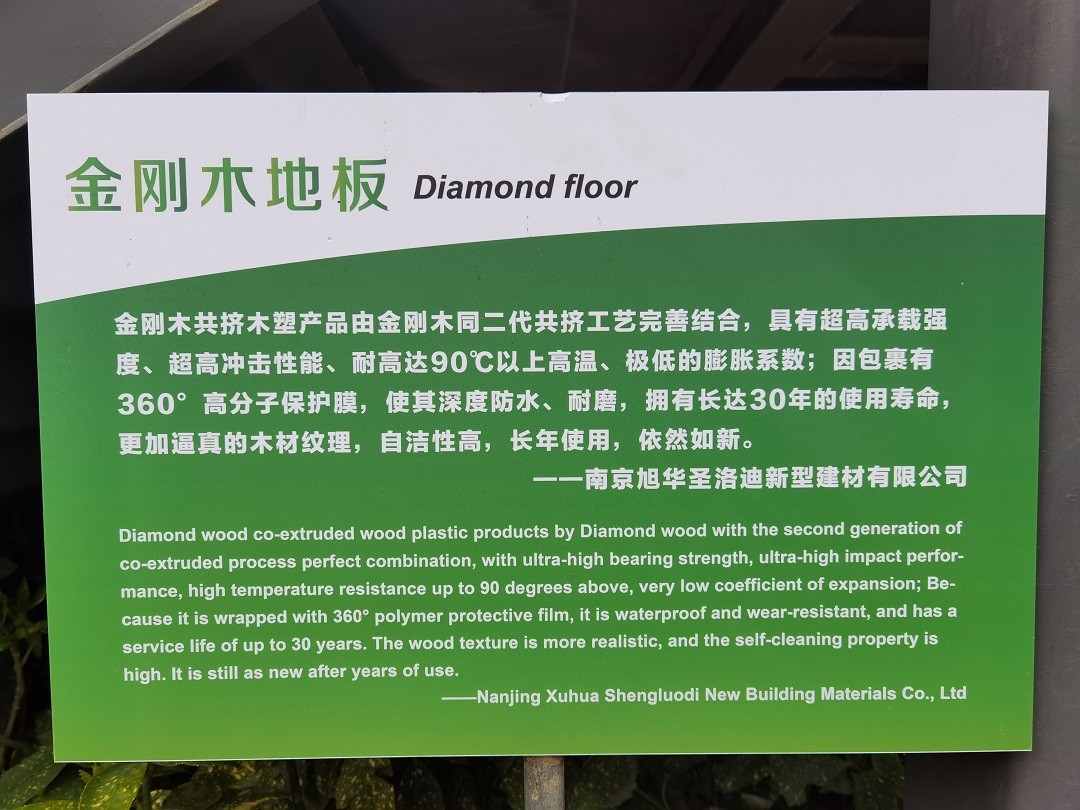 金刚木地板 Diamond floor
金刚木共挤木塑产品由金刚木同二代共挤工艺完善结合，具有超高承载强
度、超高冲击性能、耐高达90℃以上高温、极低的膨胀系数；因包裹有
360°高分子保护膜，使其深度防水、耐磨，拥有长达30年的使用寿命，
更加逼真的木材纹理，自洁性高，长年使用，依然如新。
——南京旭华圣洛迪新型建材有限公司
Diamond wood co-extruded wood plastic products by Diamond wood with the second generation of
co-extruded process perfect combination, with ultra-high bearing strength, ultra-high impact perfor-
mance, high temperature resistance up to 90 degrees above, very low coefficient of expansion; Be-
cause it is wrapped with 360° polymer protective film, it is waterproof and wear-resistant, and has a
service life of up to 30 years. The wood texture is more realistic, and the self-cleaning property is
high. It is still as new after years of use.
——Nanjing Xuhua Shengluodi New Building Materials Co., Ltd